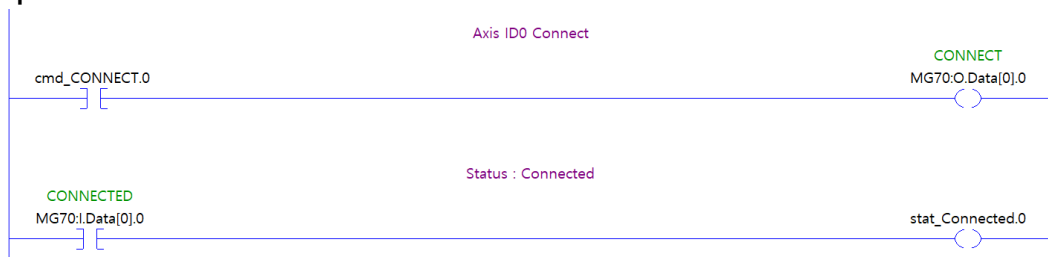 Axis ID0 Connect
CONNECT
cmd_CONNECT.0
MG70:O.Data[0].0
Status : Connected
CONNECTED
MG70:I.Data[0].0
stat_Connected.0